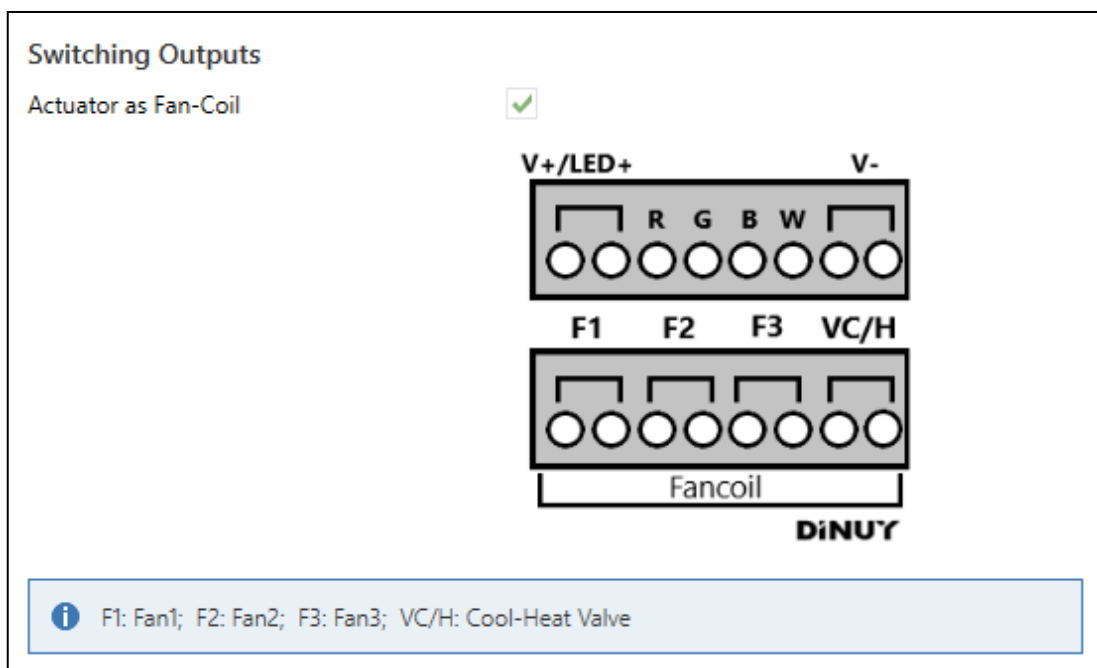 Switching Outputs
Actuator as Fan-Coil
V+/LED+ V-
R G B W
F1 F2 F3 VC/H
Fancoil
DiNUY
F1: Fan1; F2: Fan2; F3: Fan3; VC/H: Cool-Heat Valve